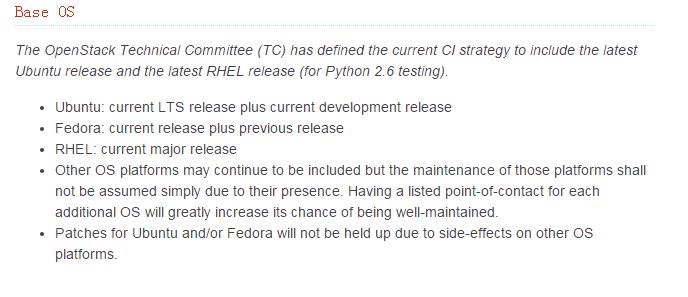 Base OS
The OpenStack Technical Committee (TC) has defined the current CI strategy to include the latest
Ubuntu release and the latest RHEL release (for Python 2.6 testing).
• Ubuntu: current LTS release plus current development release
• Fedora: current release plus previous release
• RHEL: current major release
• Other OS platforms may continue to be included but the maintenance of those platforms shall
not be assumed simply due to their presence. Having a listed point-of-contact for each
additional OS will greatly increase its chance of being well-maintained.
• Patches for Ubuntu and/or Fedora will not be held up due to side-effects on other OS
platforms.